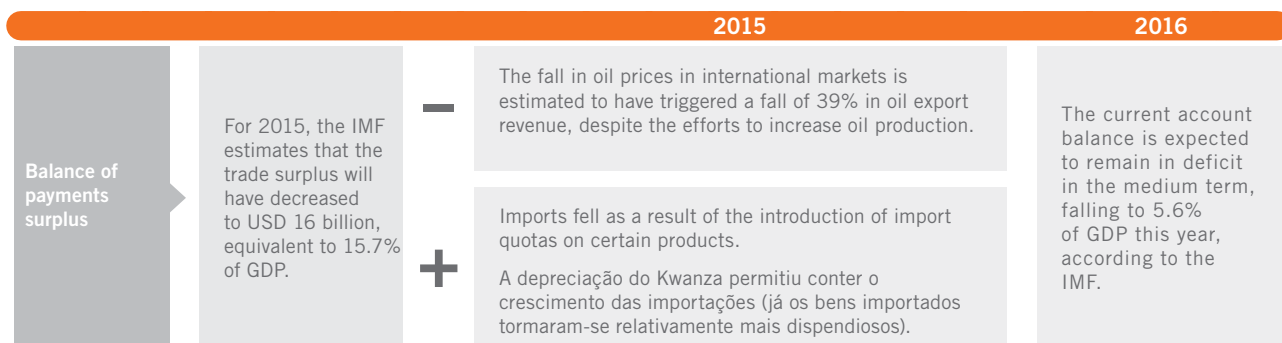 2015
2016
Balance of
payments
surplus
For 2015, the IMF
estimates that the
trade surplus will
have decreased
to USD 16 billion,
equivalent to 15.7%
of GDP.
–
The fall in oil prices in international markets is
estimated to have triggered a fall of 39% in oil export
revenue, despite the efforts to increase oil production.
+
Imports fell as a result of the introduction of import
quotas on certain products.
A depreciação do Kwanza permitiu conter o
crescimento das importações (já os bens importados
tormaram-se relativamente mais dispendiosos).
The current account
balance is expected
to remain in deficit
in the medium term,
falling to 5.6%
of GDP this year,
according to the
IMF.